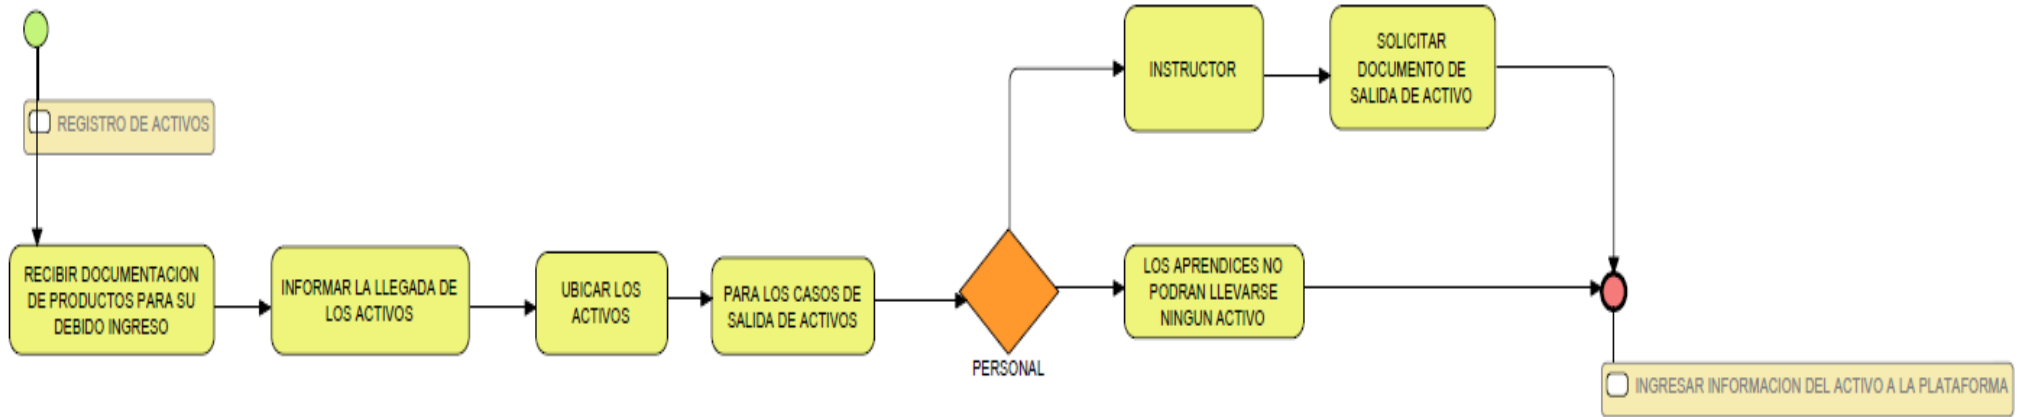 REGISTRO DE ACTIVOS
RECIBIR DOCUMENTACION
DE PRODUCTOS PARA SU
DEBIDO INGRESO
INFORMAR LA LLEGADA DE
LOS ACTIVOS
UBICAR LOS
ACTIVOS
PARA LOS CASOS DE
SALIDA DE ACTIVOS
PERSONAL
INSTRUCTOR
SOLICITAR
DOCUMENTO DE
SALIDA DE ACTIVO
LOS APRENDICES NO
PODRAN LLEVARSE
NINGUN ACTIVO
INGRESAR INFORMACION DEL ACTIVO A LA PLATAFORMA